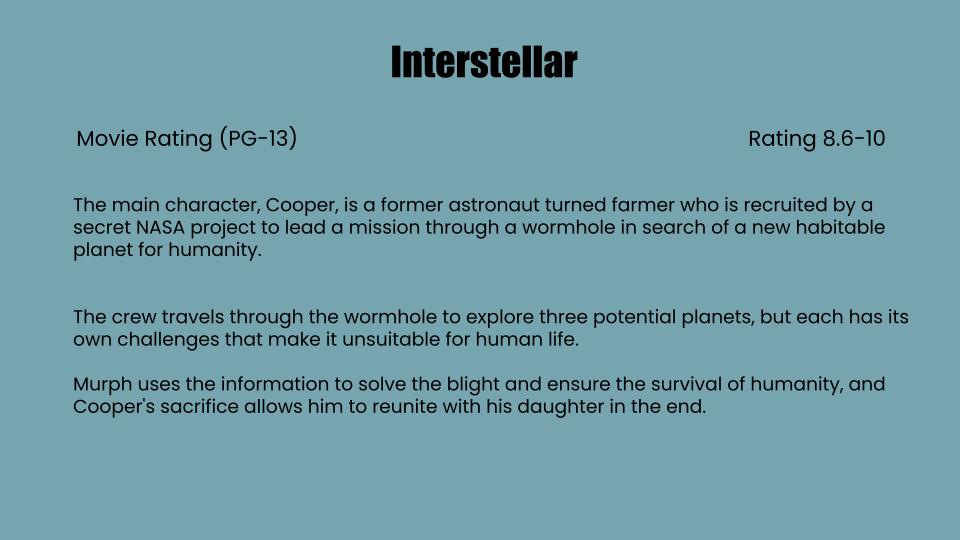 Interstellar
Movie Rating (PG-13)
Rating 8.6-10
The main character, Cooper, is a former astronaut turned farmer who is recruited by a
secret NASA project to lead a mission through a wormhole in search of a new habitable
planet for humanity.
The crew travels through the wormhole to explore three potential planets, but each has its
own challenges that make it unsuitable for human life.
Murph uses the information to solve the blight and ensure the survival of humanity, and
Cooper's sacrifice allows him to reunite with his daughter in the end.